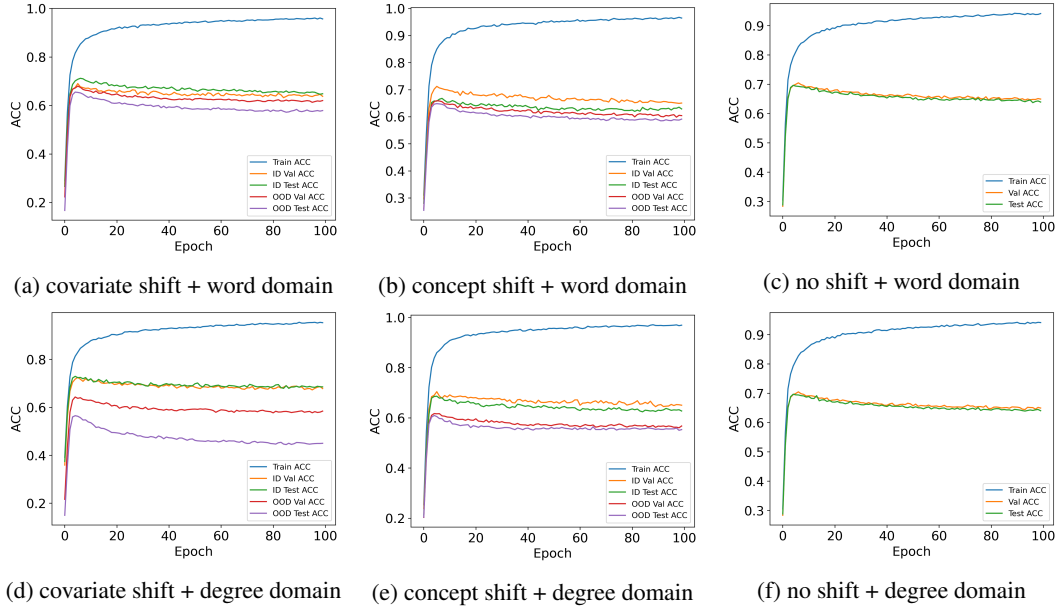 1.0
0.8
0.6
0.4
0.2
ACC
0 20 40 60 80 100
Epoch
Train ACC
ID Val ACC
ID Test ACC
OOD Val ACC
OOD Test ACC
(a) covariate shift + word domain
1.0
0.9
0.8
0.7
0.6
0.5
0.4
0.3
ACC
0 20 40 60 80 100
Epoch
Train ACC
ID Val ACC
ID Test ACC
OOD Val ACC
OOD Test ACC
(b) concept shift + word domain
0.9
0.8
0.7
0.6
0.5
0.4
0.3
ACC
0 20 40 60 80 100
Epoch
Train ACC
Val ACC
Test ACC
(c) no shift + word domain
0.8
0.6
0.4
0.2
ACC
0 20 40 60 80 100
Epoch
Train ACC
ID Val ACC
ID Test ACC
OOD Val ACC
OOD Test ACC
(d) covariate shift + degree domain
1.0
0.9
0.8
0.7
0.6
0.5
0.4
0.3
0.2
ACC
0 20 40 60 80 100
Epoch
Train ACC
ID Val ACC
ID Test ACC
OOD Val ACC
OOD Test ACC
(e) concept shift + degree domain
0.9
0.8
0.7
0.6
0.5
0.4
0.3
ACC
0 20 40 60 80 100
Epoch
Train ACC
Val ACC
Test ACC
(f) no shift + degree domain